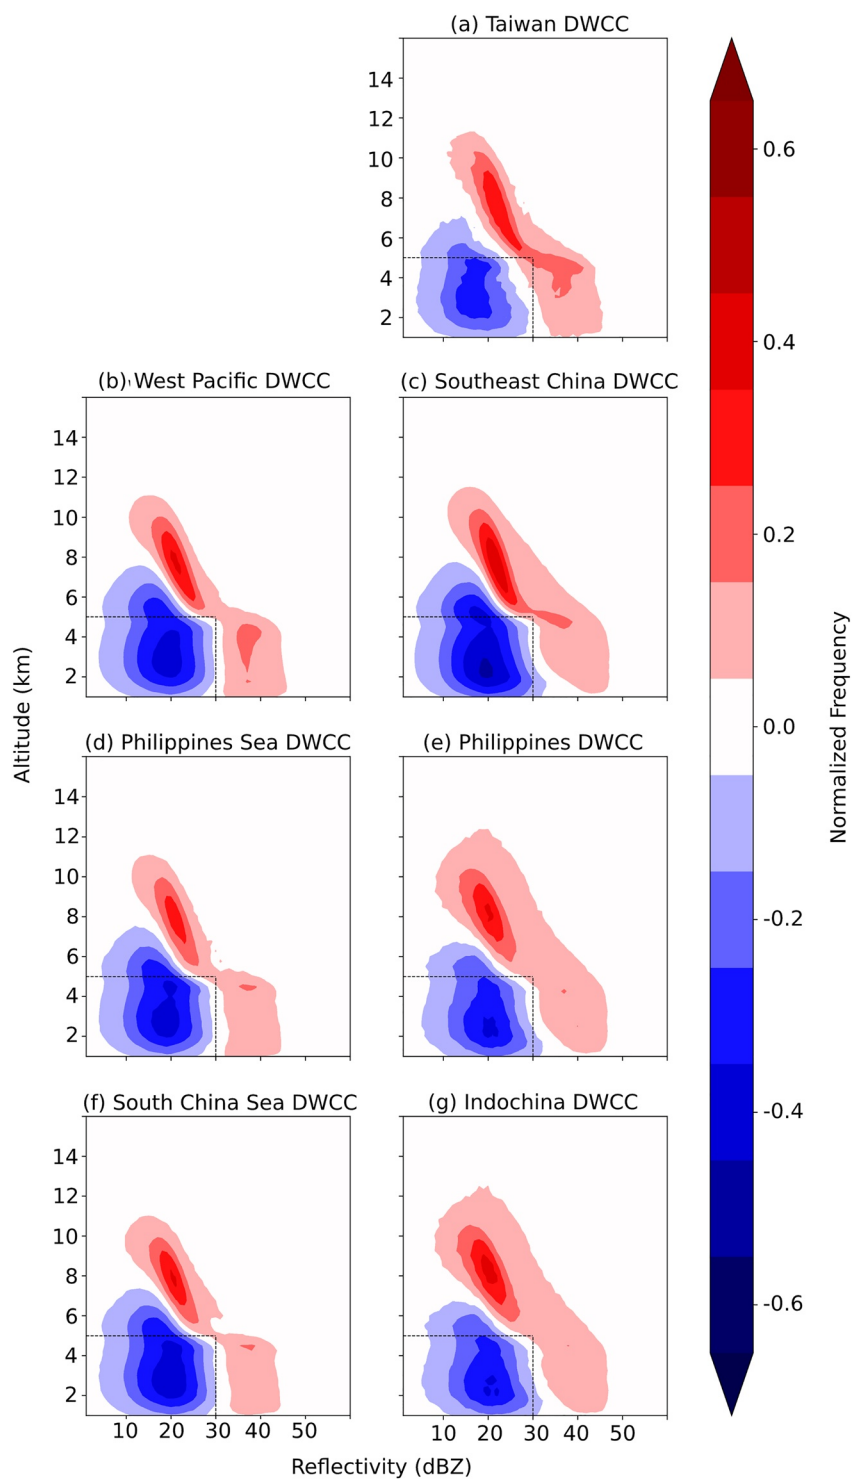 (a) Taiwan DWCC
14
12
10
8
6
4
2
(b) West Pacific DWCC
(c) Southeast China DWCC
14
12
10
8
6
4
2
(d) Philippines Sea DWCC
(e) Philippines DWCC
14
12
10
8
6
4
2
(f) South China Sea DWCC
(g) Indochina DWCC
14
12
10
8
6
4
2
10 20 30 40 50
10 20 30 40 50
Altitude (km)
Reflectivity (dBZ)
0.6
0.4
0.2
0.0
-0.2
-0.4
-0.6
Normalized Frequency